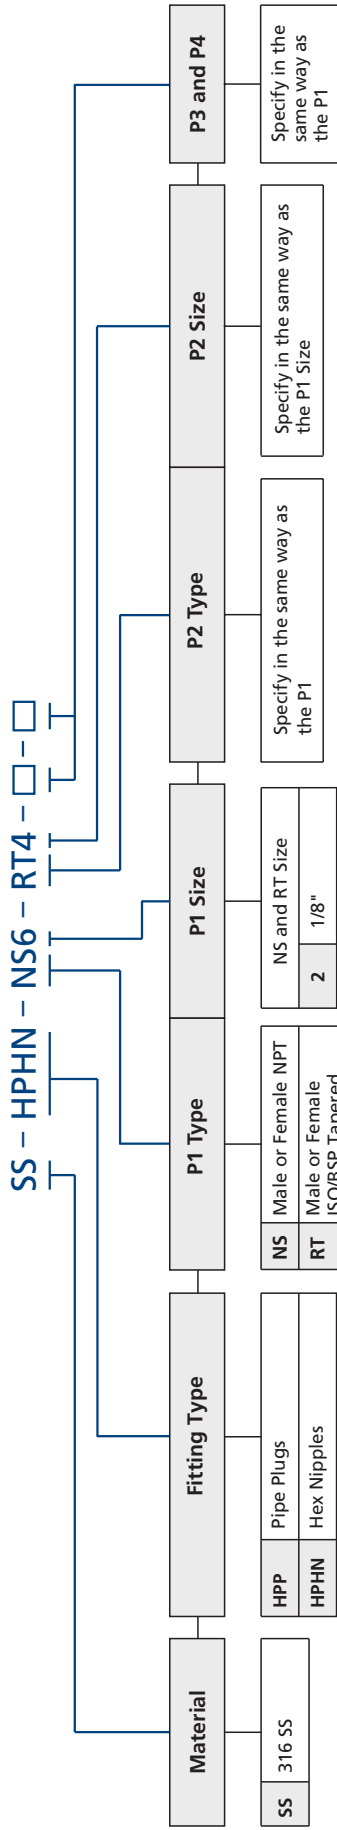 SS – HPHN – NS6 – RT4 – □ – □
Material
SS 316 SS
Fitting Type
HPP Pipe Plugs
HPHN Hex Nipples
P1 Type
NS Male or Female NPT
RT Male or Female
ISO/BSP Tapered
P1 Size
NS and RT Size
2 1/8"
P2 Type
Specify in the same way as
the P1
P2 Size
Specify in the same way as
the P1 Size
P3 and P4
Specify in the
same way as
the P1